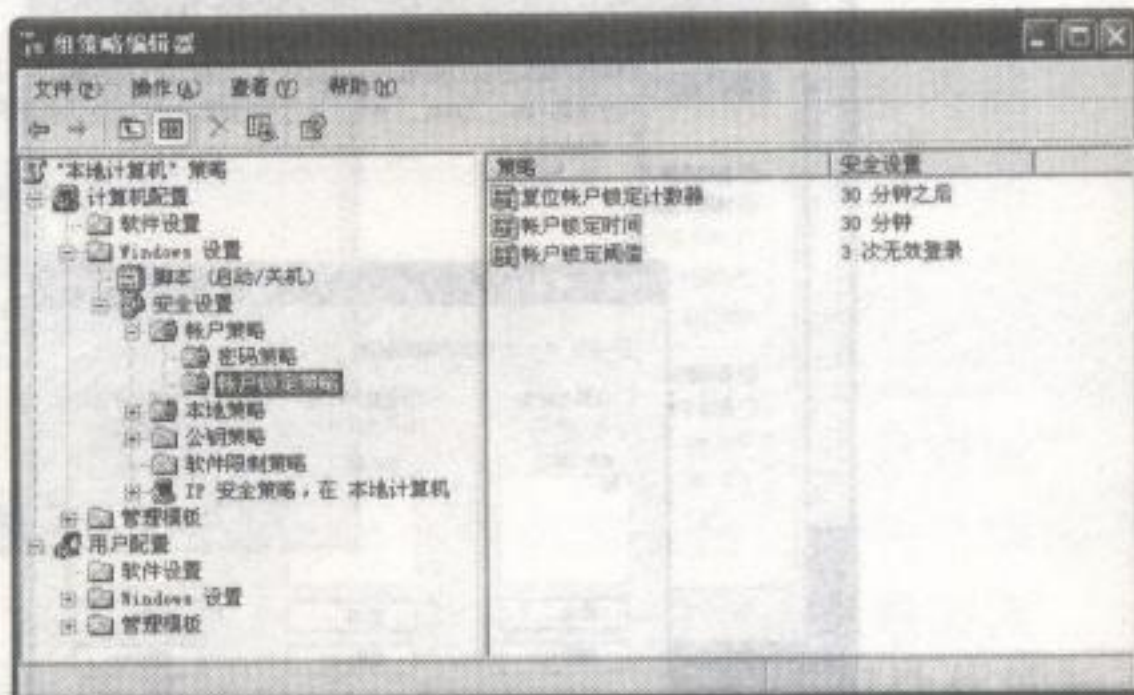 组策略编辑器
文件(F) 操作(A) 查看(V) 帮助(H)
"本地计算机" 策略
计算机配置
软件设置
Windows 设置
脚本 (启动/关机)
安全设置
帐户策略
密码策略
帐户锁定策略
本地策略
公钥策略
软件限制策略
IP 安全策略，在 本地计算机
管理模板
用户配置
软件设置
Windows 设置
管理模板
策略 安全设置
复位帐户锁定计数器 30 分钟之后
帐户锁定时间 30 分钟
帐户锁定阈值 3 次无效登录